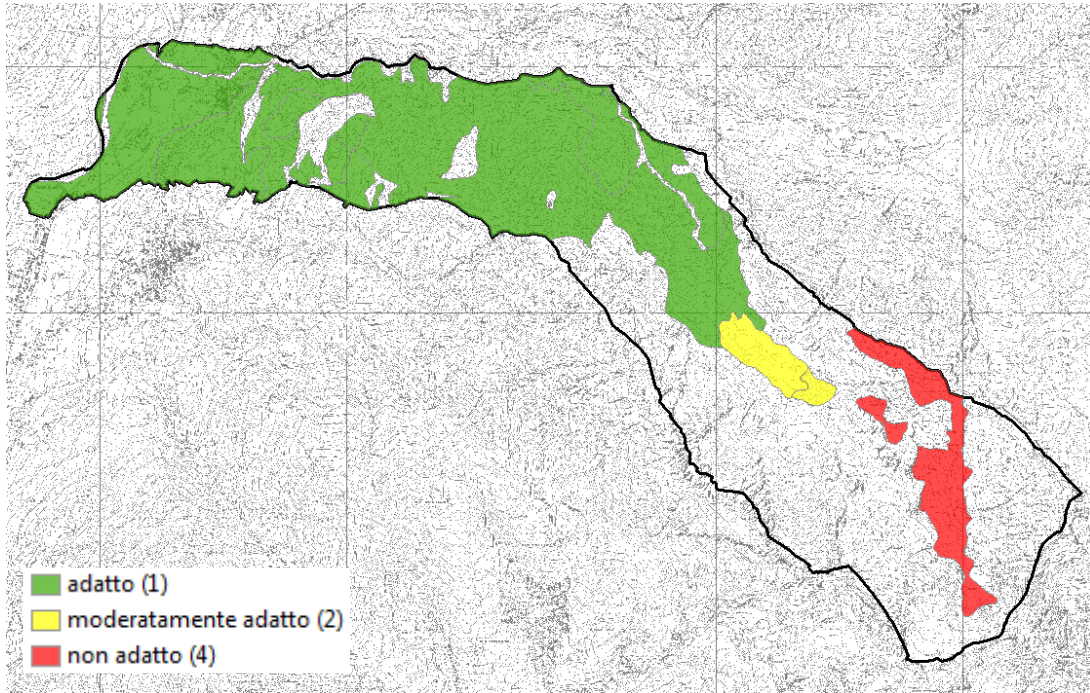 adatto (1)
moderatamente adatto (2)
non adatto (4)